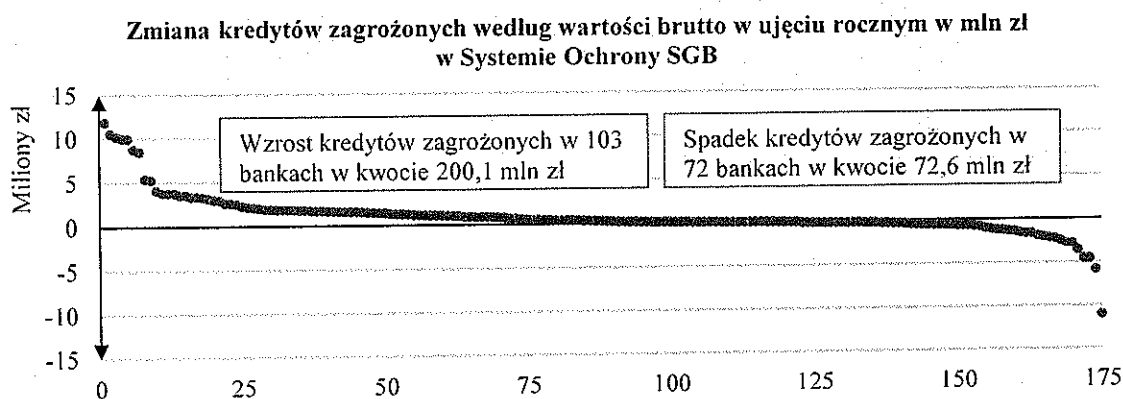 Zmiana kredytów zagrożonych według wartości brutto w ujęciu rocznym w mln zł
w Systemie Ochrony SGB
Miliony zł
15
10
5
0
-5
-10
-15
Wzrost kredytów zagrożonych w 103
bankach w kwocie 200,1 mln zł
Spadek kredytów zagrożonych w
72 bankach w kwocie 72,6 mln zł
0
25
50
75
100
125
150
175